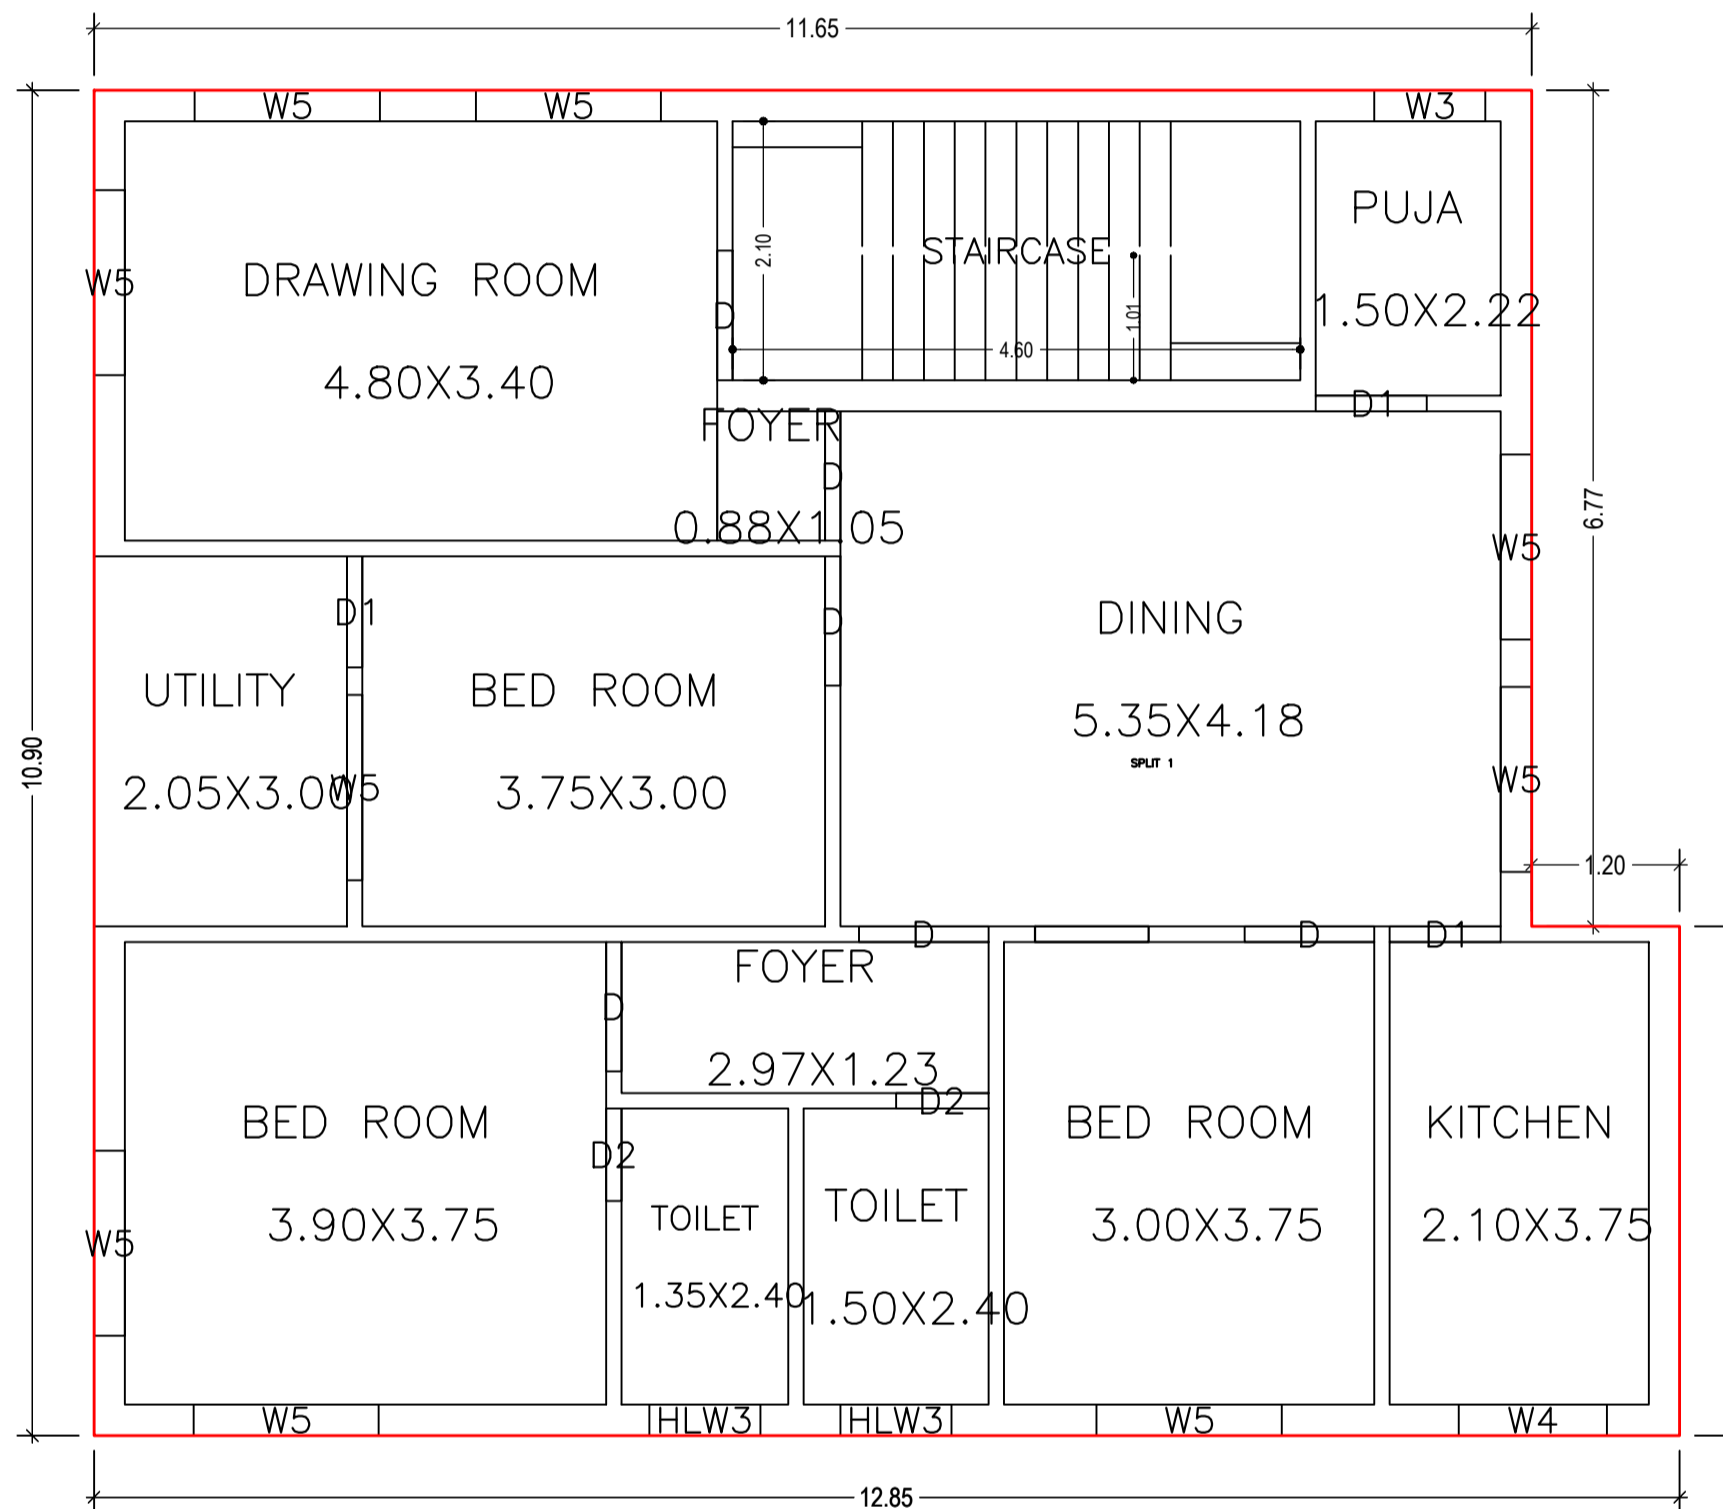 11.65
W5
W5
W3
PUJA
1.50X2.22
STAIRCASE
2.10
1.01
4.60
DRAWING ROOM
4.80X3.40
W5
D
D1
FOYER
0.88X1.05
D
6.77
W5
DINING
5.35X4.18
SPLIT 1
W5
D1
D
UTILITY
2.05X3.00
W5
BED ROOM
3.75X3.00
10.90
1.20
D
D
D1
FOYER
2.97X1.23
D
D2
D2
BED ROOM
3.90X3.75
W5
TOILET
1.35X2.40
TOILET
1.50X2.40
BED ROOM
3.00X3.75
KITCHEN
2.10X3.75
W5
HLW3
HLW3
W5
W4
12.85